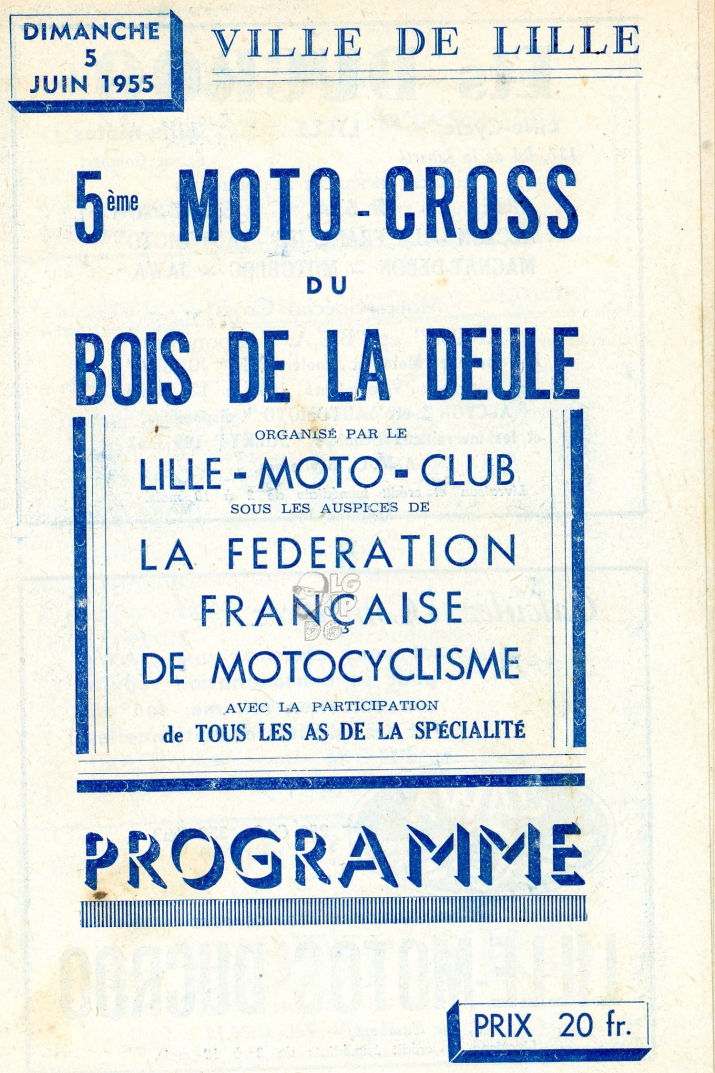 DIMANCHE
5
JUIN 1955
VILLE DE LILLE
5ème MOTO-CROSS
DU
BOIS DE LA DEULE
ORGANISÉ PAR LE
LILLE-MOTO-CLUB
SOUS LES AUSPICES DE
LA FEDERATION
FRANÇAISE
DE MOTOCYCLISME
AVEC LA PARTICIPATION
de TOUS LES AS DE LA SPÉCIALITÉ
PROGRAMME
PRIX 20 fr.